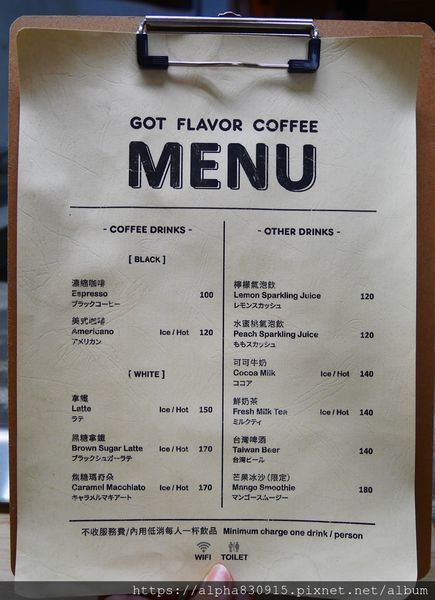 GOT FLAVOR COFFEE
MENU
- COFFEE DRINKS -
[ BLACK ]
濃縮咖啡
Espresso 100
ブラックコーヒー
美式咖啡
Americano Ice / Hot 120
アメリカン
[ WHITE ]
拿鐵
Latte Ice / Hot 150
ラテ
黑糖拿鐵
Brown Sugar Latte Ice / Hot 170
ブラックシュガーラテ
焦糖瑪奇朵
Caramel Macchiato Ice / Hot 170
キャラメルマキアート
- OTHER DRINKS -
檸檬氣泡飲
Lemon Sparkling Juice 120
レモンスカッシュ
水蜜桃氣泡飲
Peach Sparkling Juice 120
ももスカッシュ
可可牛奶
Cocoa Milk Ice / Hot 140
ココア
鮮奶茶
Fresh Milk Tea Ice / Hot 140
ミルクティ
台灣啤酒
Taiwan Beer 140
台湾ビール
芒果冰沙(限定)
Mango Smoothie 180
マンゴースムージー
不收服務費/內用低消每人一杯飲品 Minimum charge one drink / person
WIFI TOILET
https://alpha830915.pixnet.net/album